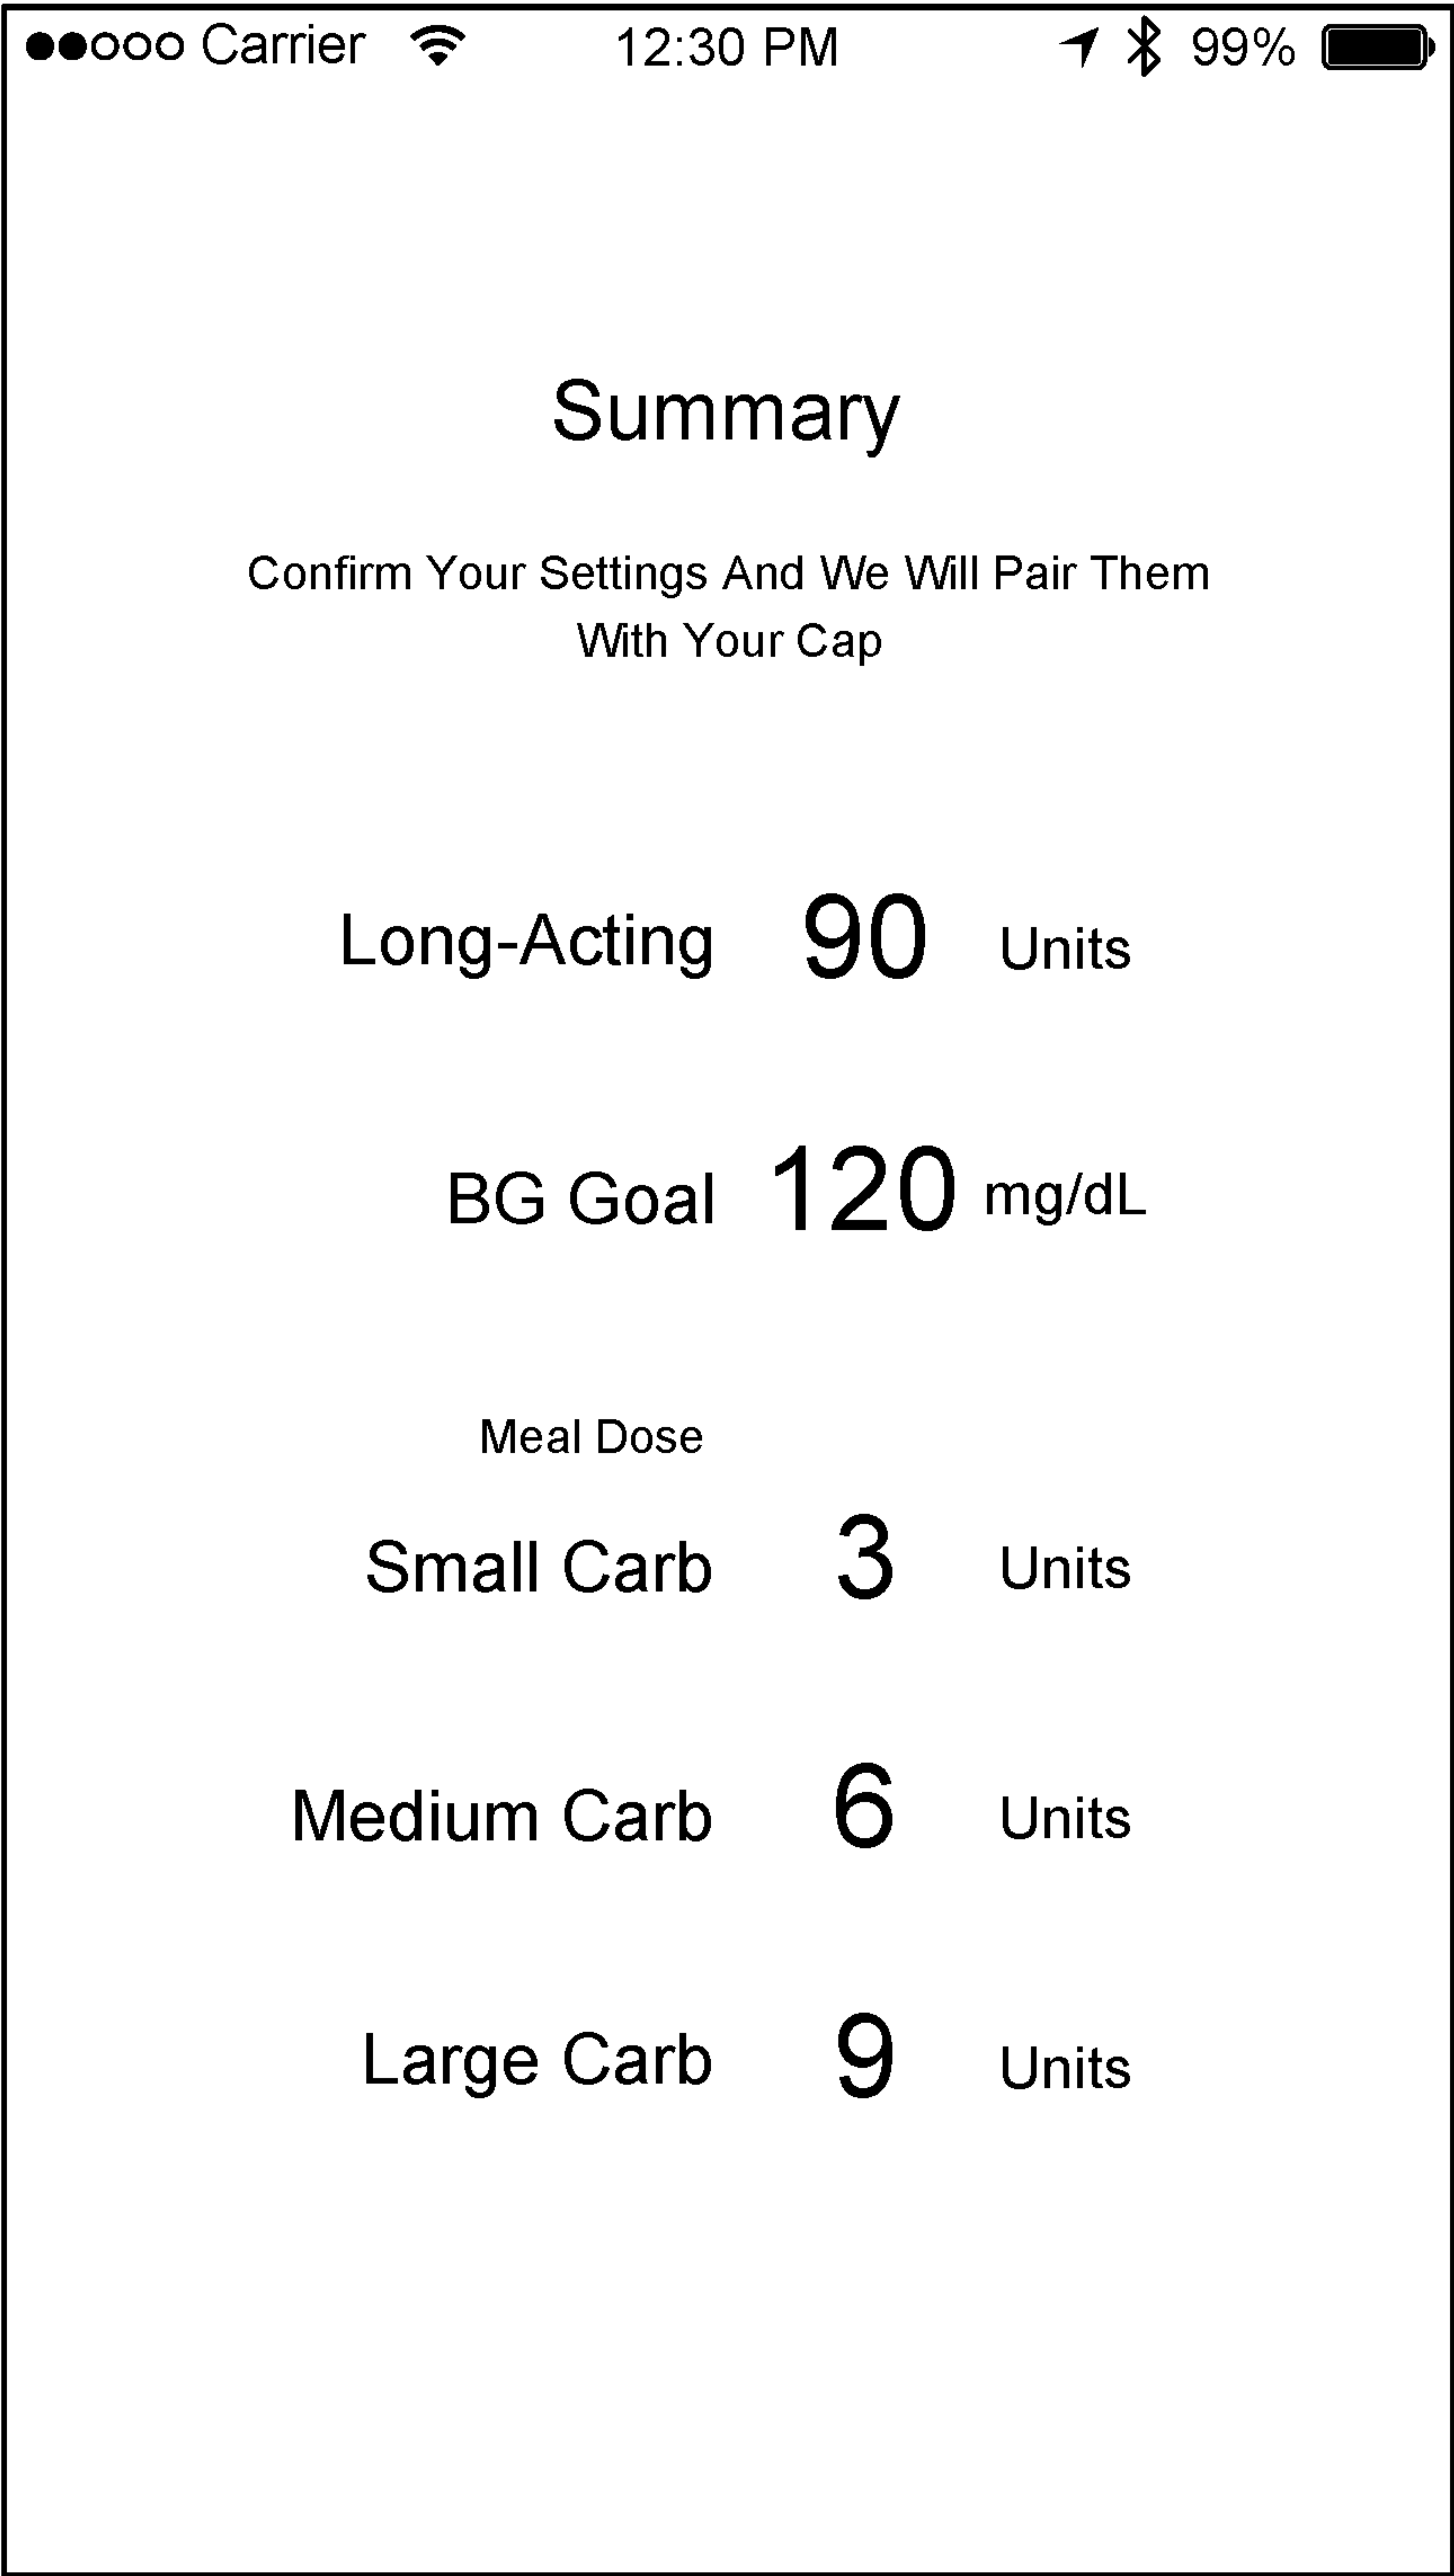 Carrier 12:30 PM 99%
Summary
Confirm Your Settings And We Will Pair Them
With Your Cap
Long-Acting 90 Units
BG Goal 120 mg/dL
Meal Dose
Small Carb 3 Units
Medium Carb 6 Units
Large Carb 9 Units